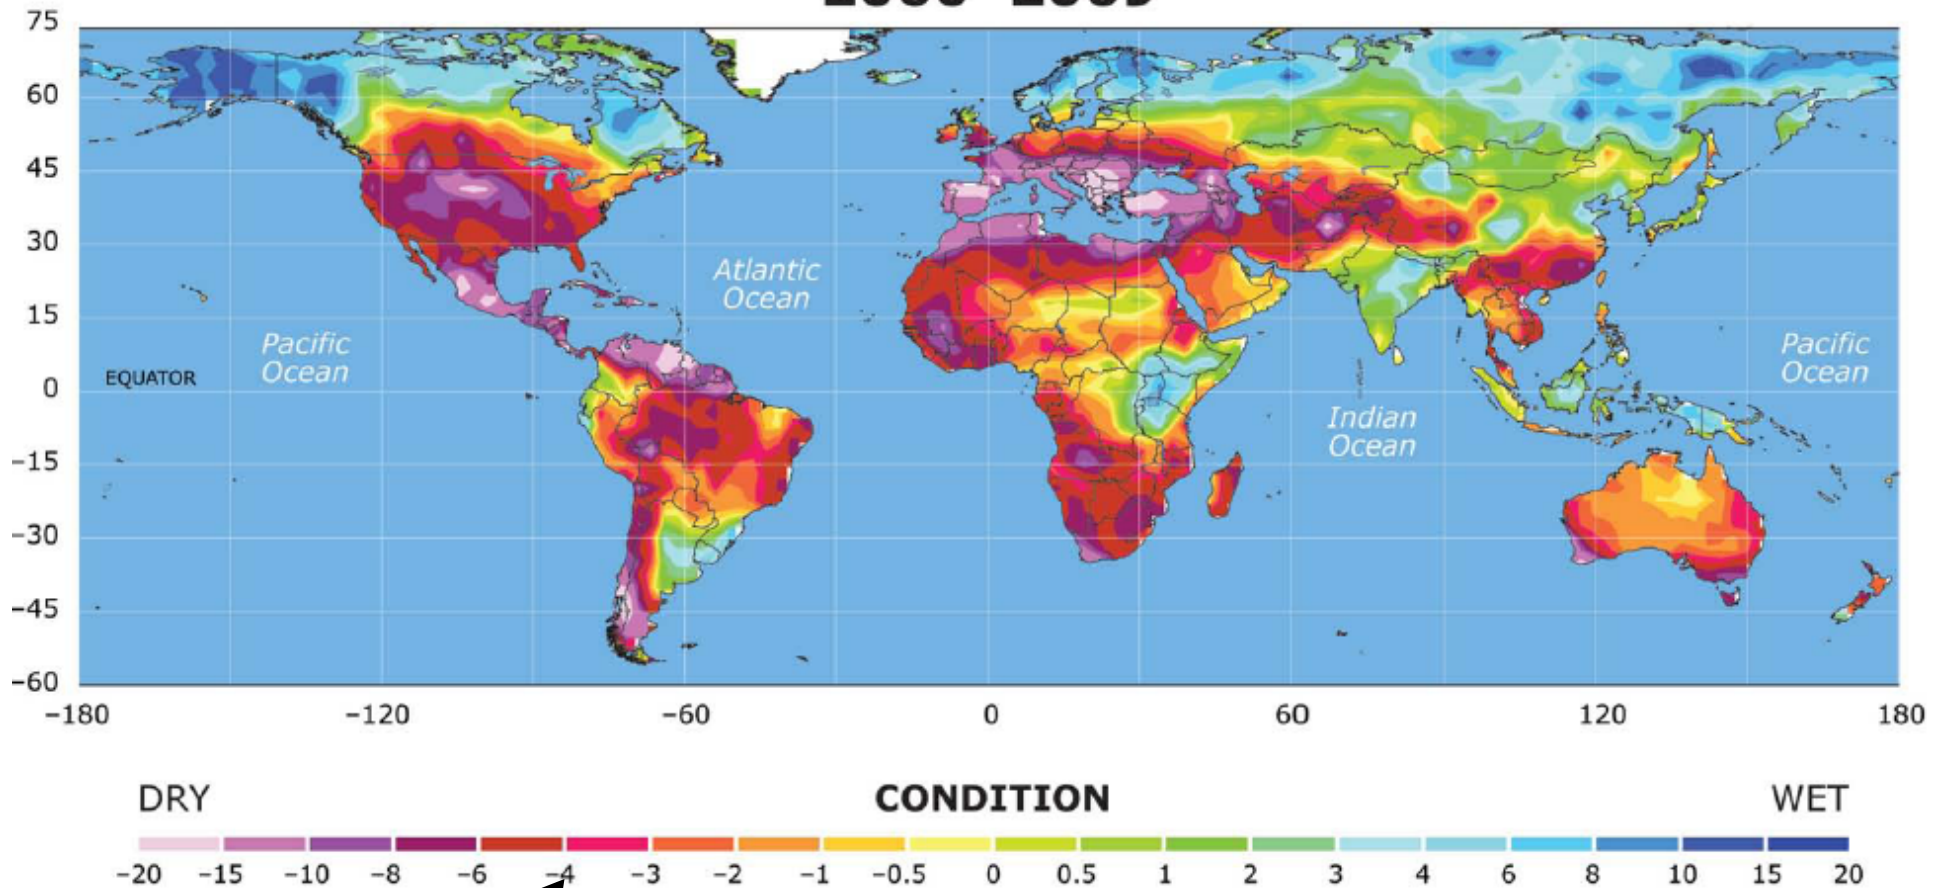 75
60
45
30
Atlantic
Ocean
15
Pacific
Ocean
Pacific
Ocean
EQUATOR
0
Indian
Ocean
−15
−30
−45
−60
−180 −120 −60 0 60 120 180
DRY CONDITION WET
−20 −15 −10 −8 −6 −4 −3 −2 −1 −0.5 0 0.5 1 2 3 4 6 8 10 15 20